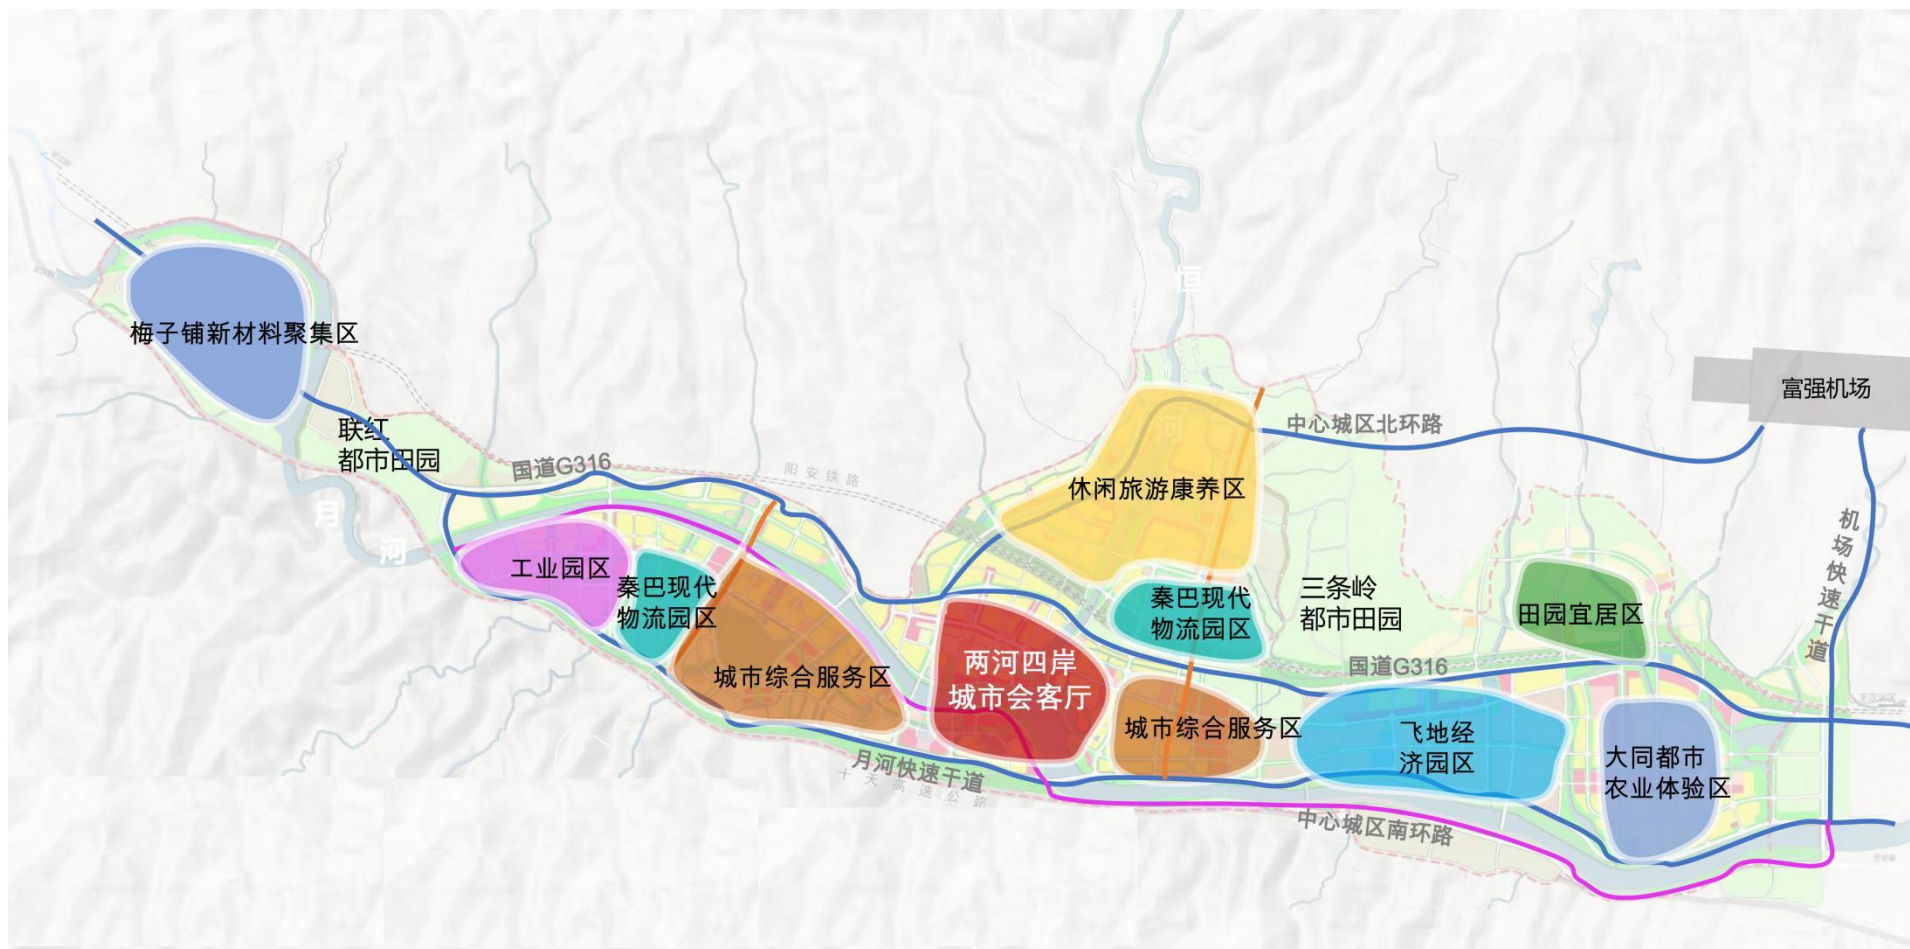 恒
梅子铺新材料聚集区
富强机场
中心城区北环路
联红
都市田园
国道G316
阳安铁路
河
休闲旅游康养区
月
河
机场快速干道
工业园区
秦巴现代
物流园区
秦巴现代
物流园区
三条岭
都市田园
田园宜居区
两河四岸
城市会客厅
国道G316
城市综合服务区
城市综合服务区
飞地经
济园区
大同都市
农业体验区
月河快速干道
十天高速公路
中心城区南环路